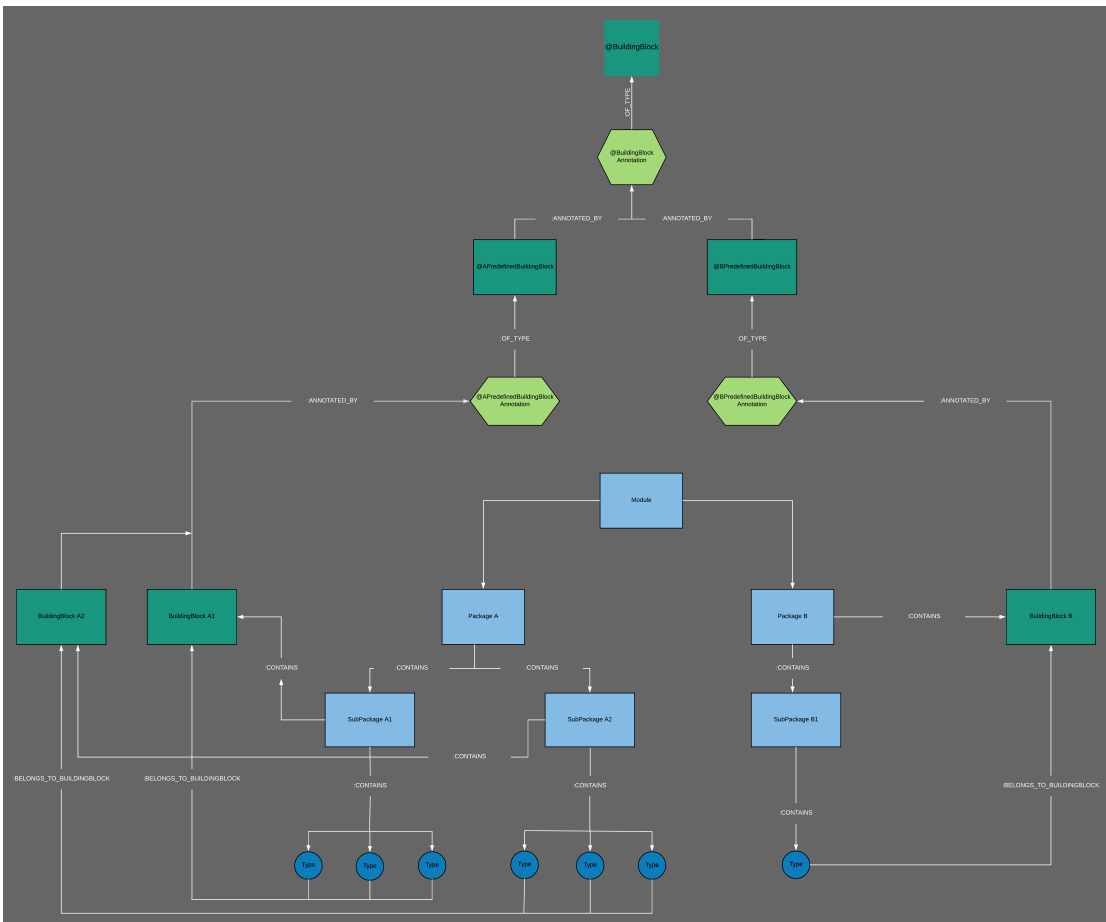 @BuildingBlock
:OF_TYPE
@BuildingBlock
Annotation
:ANNOTATED_BY
:ANNOTATED_BY
@APredefinedBuildingBlock
@BPredefinedBuildingBlock
:OF_TYPE
:OF_TYPE
@APredefinedBuildingBlock
Annotation
@BPredefinedBuildingBlock
Annotation
:ANNOTATED_BY
:ANNOTATED_BY
Module
BuildingBlock A2
BuildingBlock A1
Package A
Package B
:CONTAINS
BuildingBlock B
:CONTAINS
:CONTAINS
:CONTAINS
:CONTAINS
SubPackage A1
SubPackage A2
SubPackage B1
:CONTAINS
:BELONGS_TO_BUILDINGBLOCK
:BELONGS_TO_BUILDINGBLOCK
:CONTAINS
:CONTAINS
:BELONGS_TO_BUILDINGBLOCK
:CONTAINS
Type
Type
Type
Type
Type
Type
Type